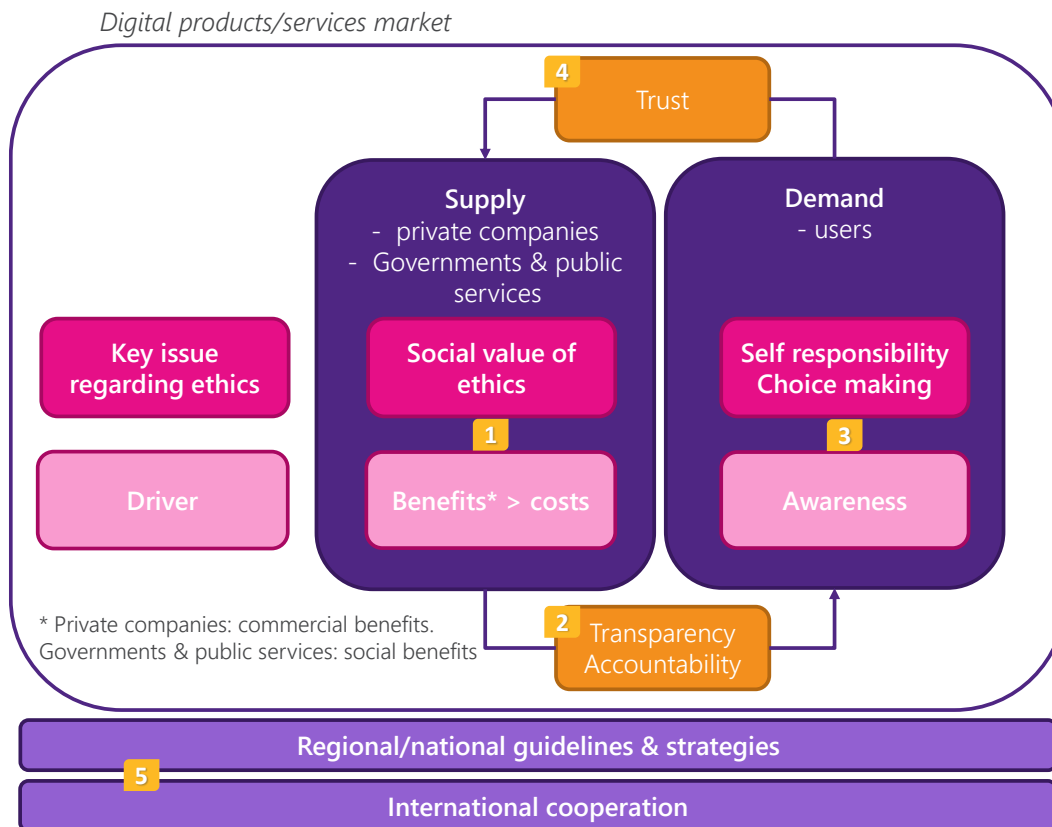 Digital products/services market
4
Trust
Supply
- private companies
- Governments & public
services
Demand
- users
Key issue
regarding ethics
Social value of
ethics
Self responsibility
Choice making
1
3
Driver
Benefits* > costs
Awareness
* Private companies: commercial benefits.
Governments & public services: social benefits
2
Transparency
Accountability
Regional/national guidelines & strategies
5
International cooperation